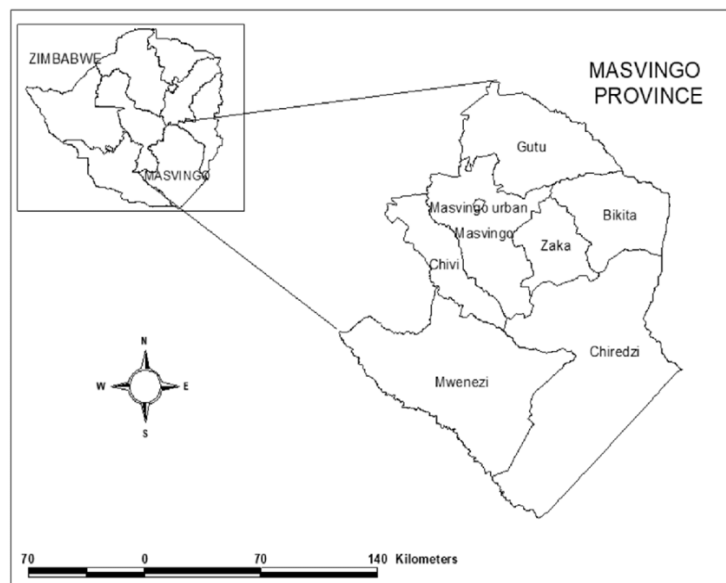 ZIMBABWE
MASVINGO
MASVINGO
PROVINCE
Gutu
Masvingo urban
Masvingo
Bikita
Zaka
Chivi
Chiredzi
Mwenezi
N
W
E
S
70 0 70 140 Kilometers